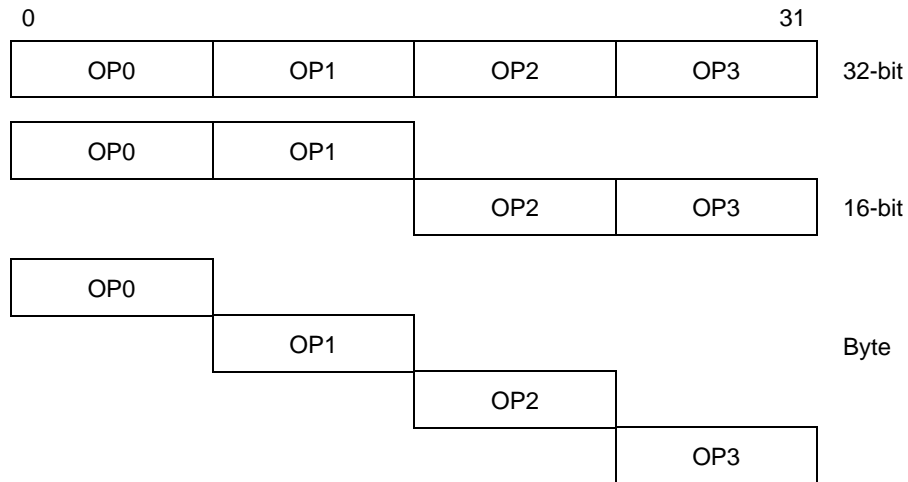 0 31
OP0 OP1 OP2 OP3 32-bit
OP0 OP1
OP2 OP3 16-bit
OP0
OP1 Byte
OP2
OP3